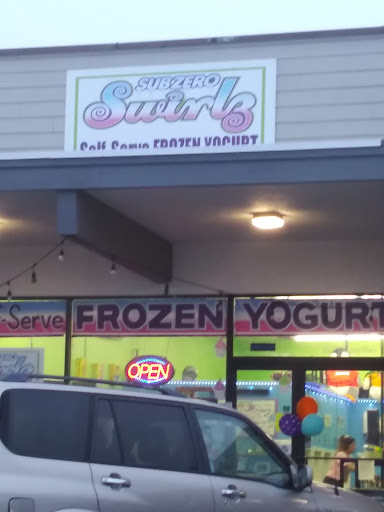 SUBZERO
Swirlz
Self-Serve FROZEN YOGURT
-Serve FROZEN YOGURT
OPEN